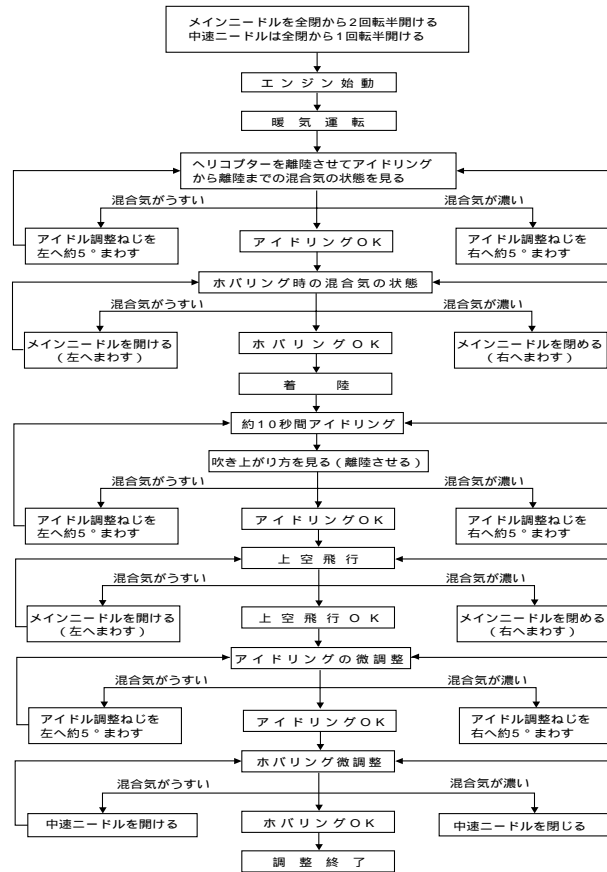 メインニードルを全閉から2回転半開ける
中速ニードルは全閉から1回転半開ける
エンジン始動
暖気運転
ヘリコプターを離陸させてアイドリング
から離陸までの混合気の状態を見る
混合気がうすい
混合気が濃い
アイドル調整ねじを
左へ約5°まわす
アイドリングOK
アイドル調整ねじを
右へ約5°まわす
ホバリング時の混合気の状態
混合気がうすい
混合気が濃い
メインニードルを開ける
(左へまわす)
ホバリングOK
メインニードルを閉める
(右へまわす)
着陸
約10秒間アイドリング
吹き上がり方を見る(離陸させる)
混合気がうすい
混合気が濃い
アイドル調整ねじを
左へ約5°まわす
アイドリングOK
アイドル調整ねじを
右へ約5°まわす
上空飛行
混合気がうすい
混合気が濃い
メインニードルを開ける
(左へまわす)
上空飛行OK
メインニードルを閉める
(右へまわす)
アイドリングの微調整
混合気がうすい
混合気が濃い
アイドル調整ねじを
左へ約5°まわす
アイドリングOK
アイドル調整ねじを
右へ約5°まわす
ホバリング微調整
混合気がうすい
混合気が濃い
中速ニードルを開ける
ホバリングOK
中速ニードルを閉じる
調整終了